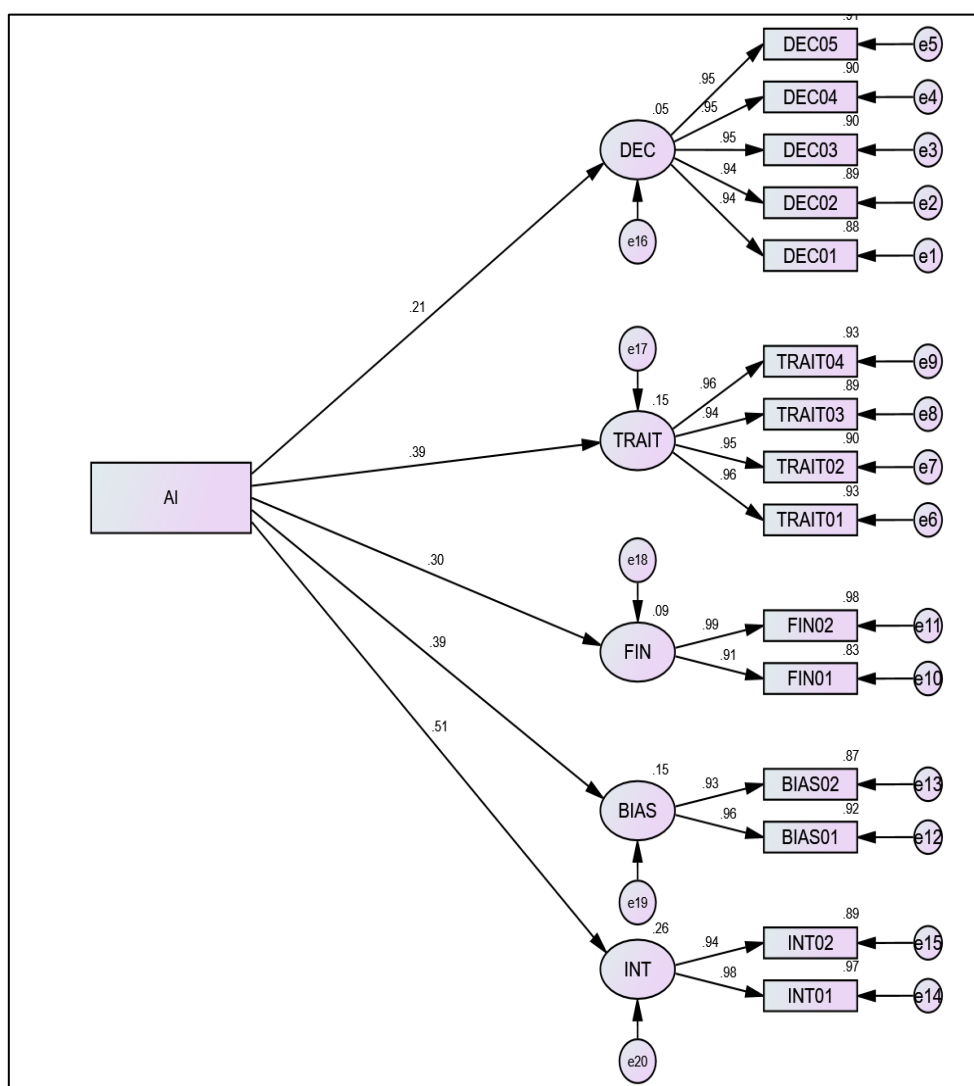 .91
DEC05
e5
.95
.90
DEC04
e4
.05
.95
.90
DEC
.95
DEC03
e3
.94
.89
DEC02
e2
.94
.88
e16
DEC01
e1
.21
e17
.93
TRAIT04
e9
.96
.89
.15
.94
TRAIT03
e8
TRAIT
.95
.90
.39
TRAIT02
e7
.96
.93
AI
TRAIT01
e6
e18
.30
.98
.09
.99
FIN02
e11
FIN
.91
.83
FIN01
e10
.39
.51
.87
.15
.93
BIAS02
e13
BIAS
.96
.92
BIAS01
e12
e19
.89
.26
.94
INT02
e15
INT
.98
.97
INT01
e14
e20